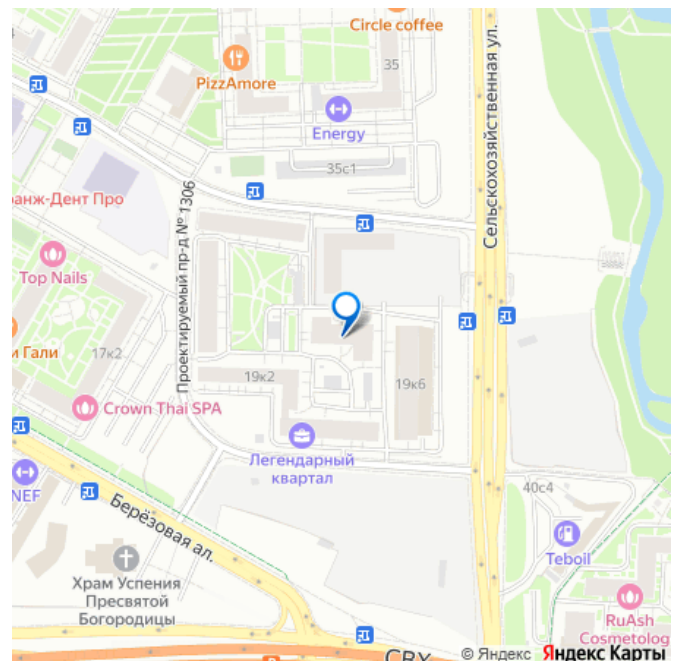 Circle coffee
35
PizzAmore
Energy
35с1
Сельскохозяйственная ул.
анж-Дент Про
Проектируемый пр-д № 1306
Top Nails
и Гали
17к2
19к2
19к6
Crown Thai SPA
Легендарный
квартал
NEF
40с4
Берёзовая ал.
Teboil
Храм Успения
Пресвятой
Богородицы
RuAsh
Cosmetolog
СВХ
© Яндекс Яндекс Карты